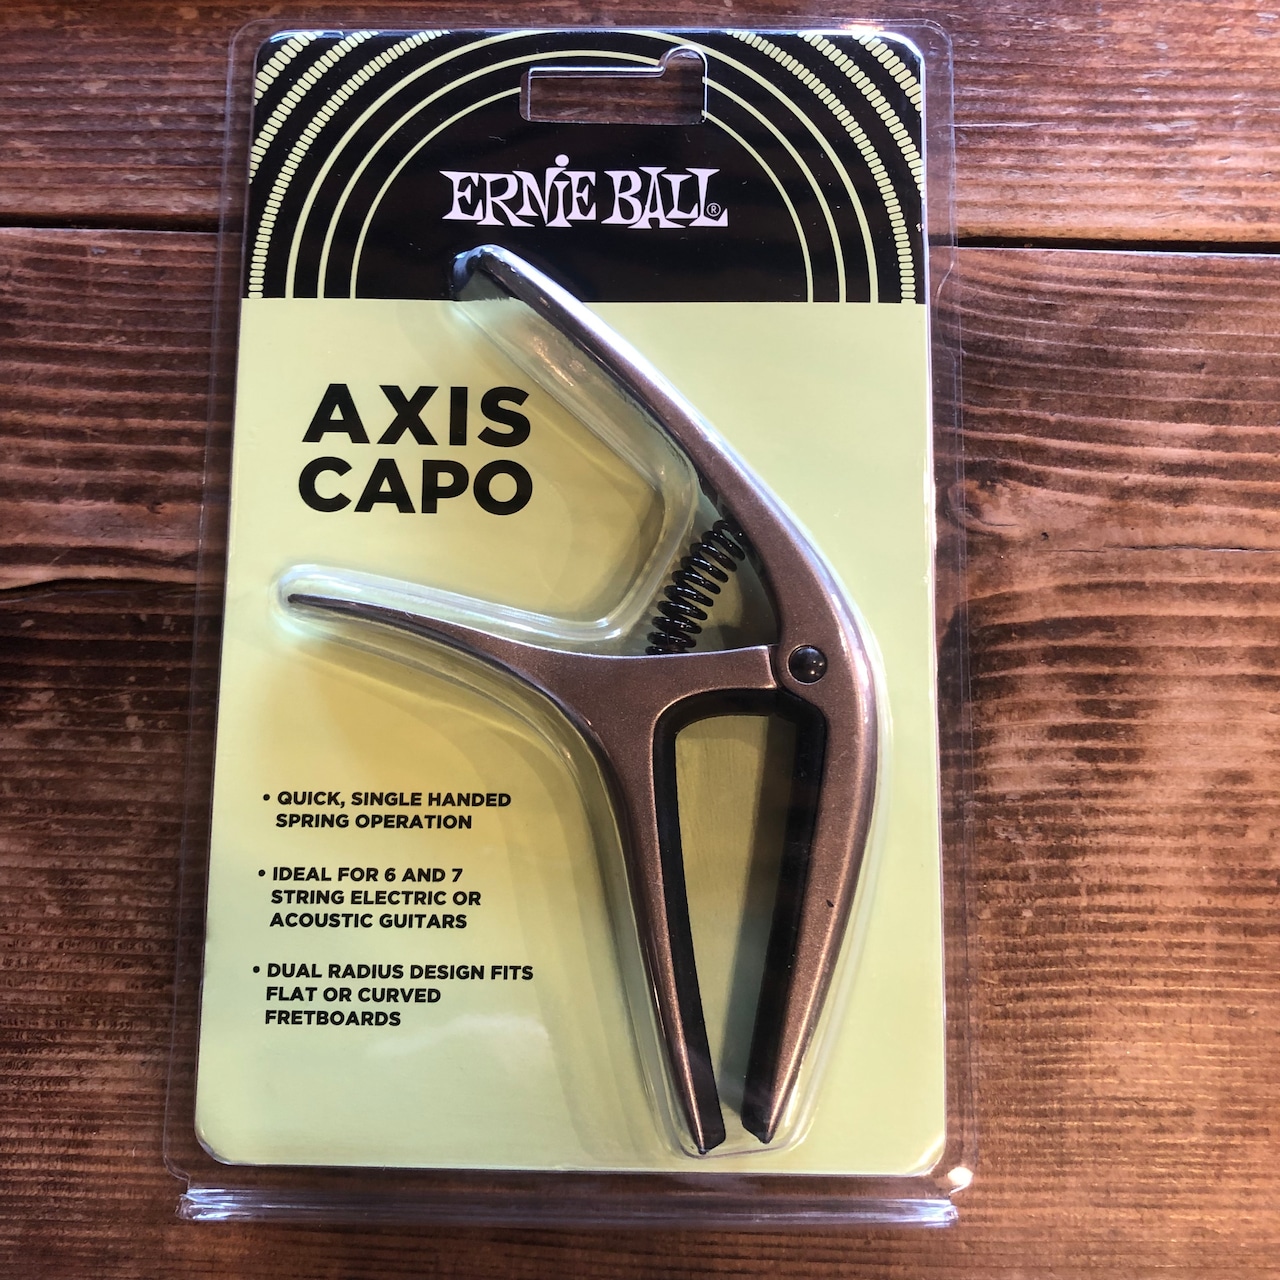 ERNIE BALL®
AXIS
CAPO
• QUICK, SINGLE HANDED
SPRING OPERATION
• IDEAL FOR 6 AND 7
STRING ELECTRIC OR
ACOUSTIC GUITARS
• DUAL RADIUS DESIGN FITS
FLAT OR CURVED
FRETBOARDS